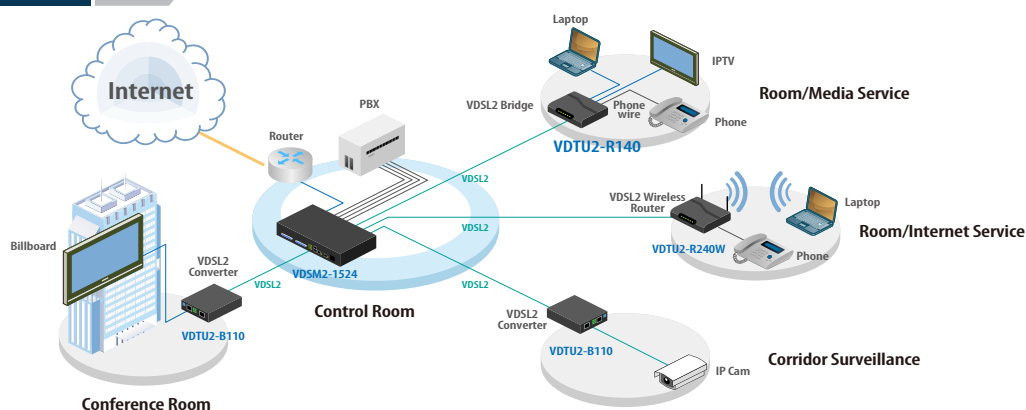 Internet
Router
PBX
Laptop
IPTV
VDSL2 Bridge
Phone
wire
Phone
VDTU2-R140
Room/Media Service
VDSL2
VDSL2 Wireless
Router
Laptop
VDSL2
VDTU2-R240W
Phone
Room/Internet Service
Billboard
VDSL2
Converter
VDTU2-B110
VDSL2
VDSM2-1524
Control Room
VDSL2
VDSL2
Converter
VDTU2-B110
IP Cam
Corridor Surveillance
Conference Room